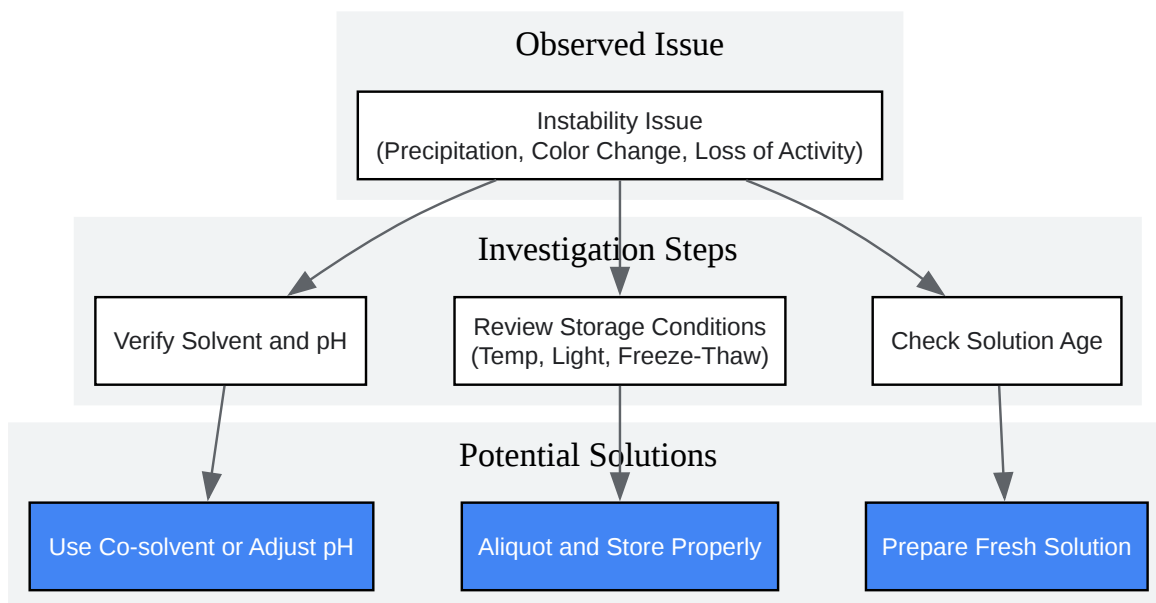 Observed Issue
Instability Issue
(Precipitation, Color Change, Loss of Activity)
Investigation Steps
Verify Solvent and pH
Review Storage Conditions
(Temp, Light, Freeze-Thaw)
Check Solution Age
Potential Solutions
Use Co-solvent or Adjust pH
Aliquot and Store Properly
Prepare Fresh Solution